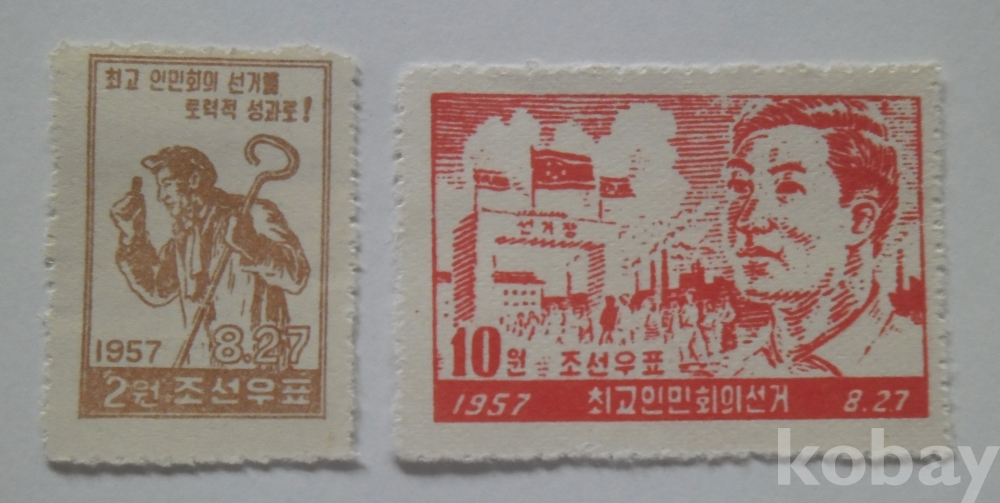 최고 인민회의 선거를
로력적 성과로!
1957 8.27
2원 조선우표
선거장
10원 조선우표
1957 최고인민회의선거 8.27
kobay